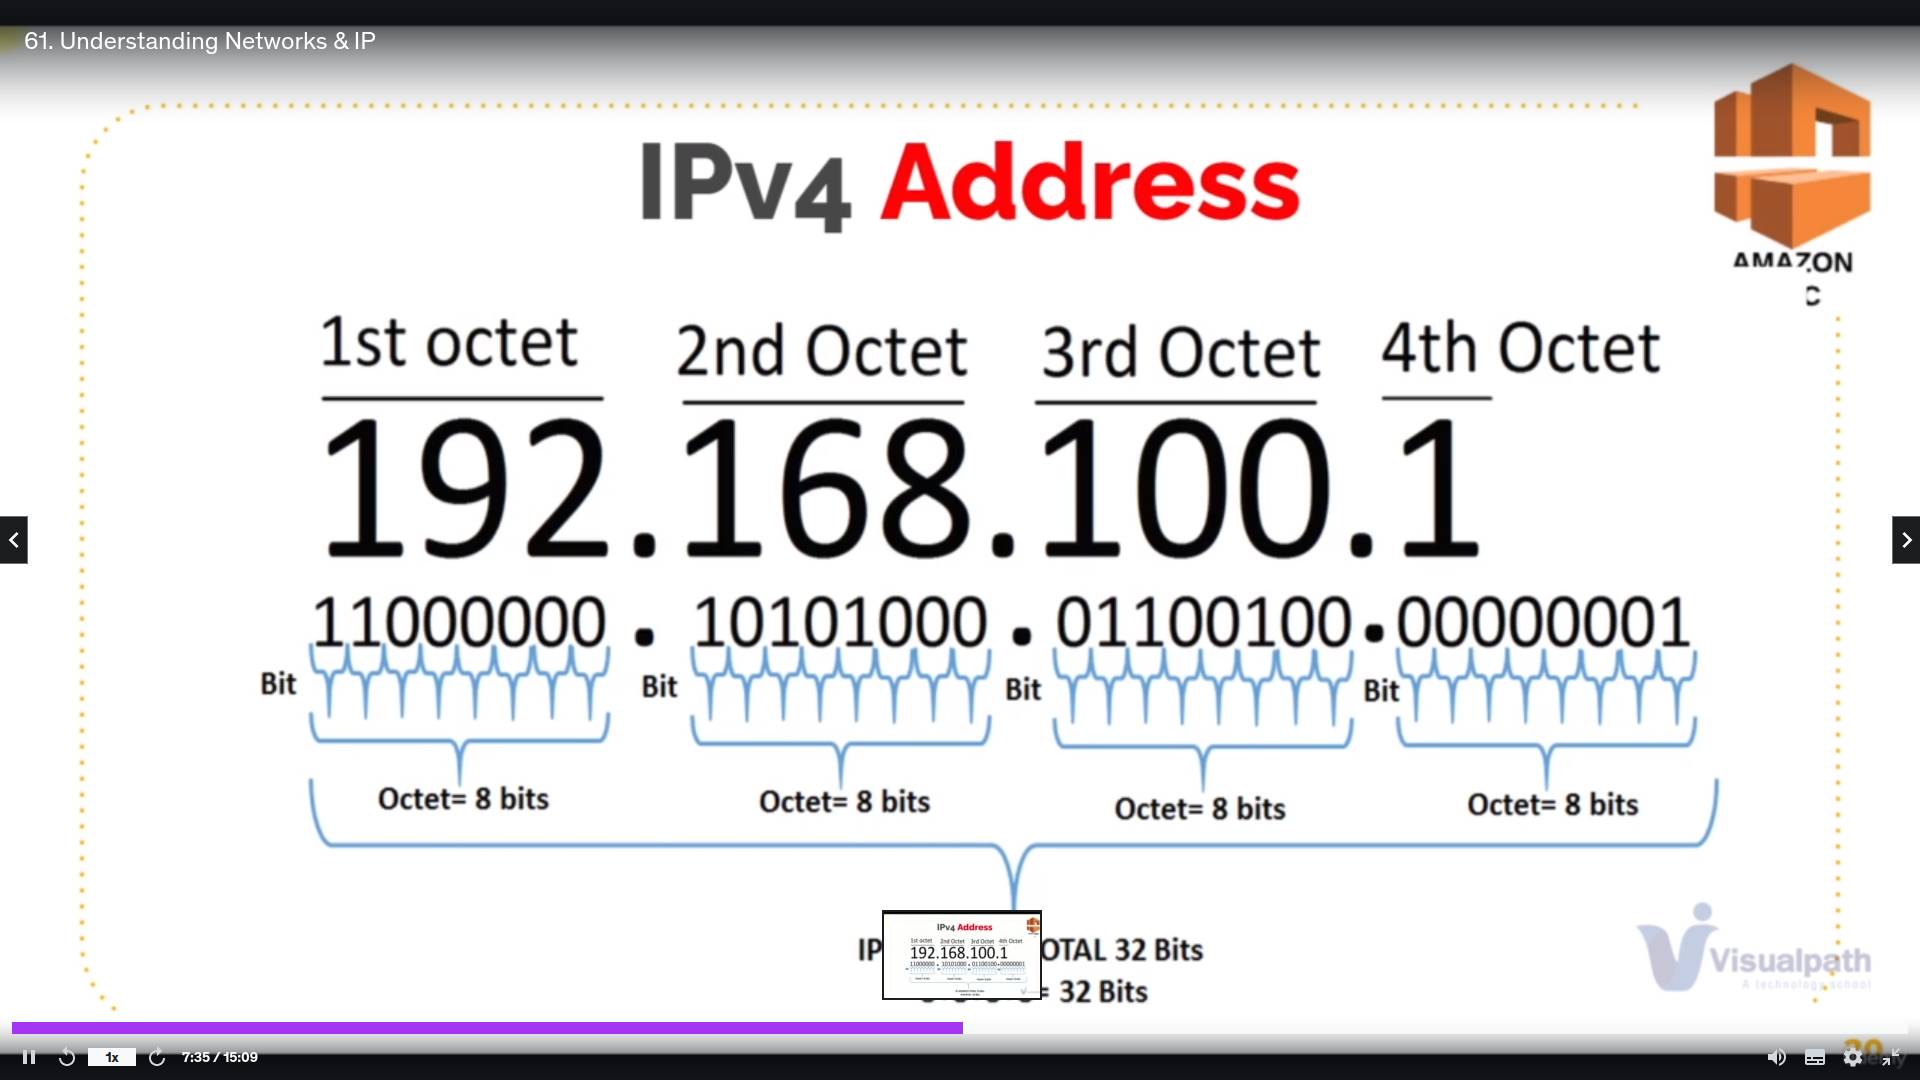 61. Understanding Networks & IP
IPv4 Address
AMAZON
1st octet 2nd Octet 3rd Octet 4th Octet
192.168.100.1
11000000 . 10101000 . 01100100 . 00000001
Bit Bit Bit Bit
Octet= 8 bits Octet= 8 bits Octet= 8 bits Octet= 8 bits
IPv4 Address
1st octet 2nd Octet 3rd Octet 4th Octet
192.168.100.1
11000000 . 10101000 . 01100100 . 00000001
IP OTAL 32 Bits
= 32 Bits
Visualpath
A technology school
1x 7:35 / 15:09